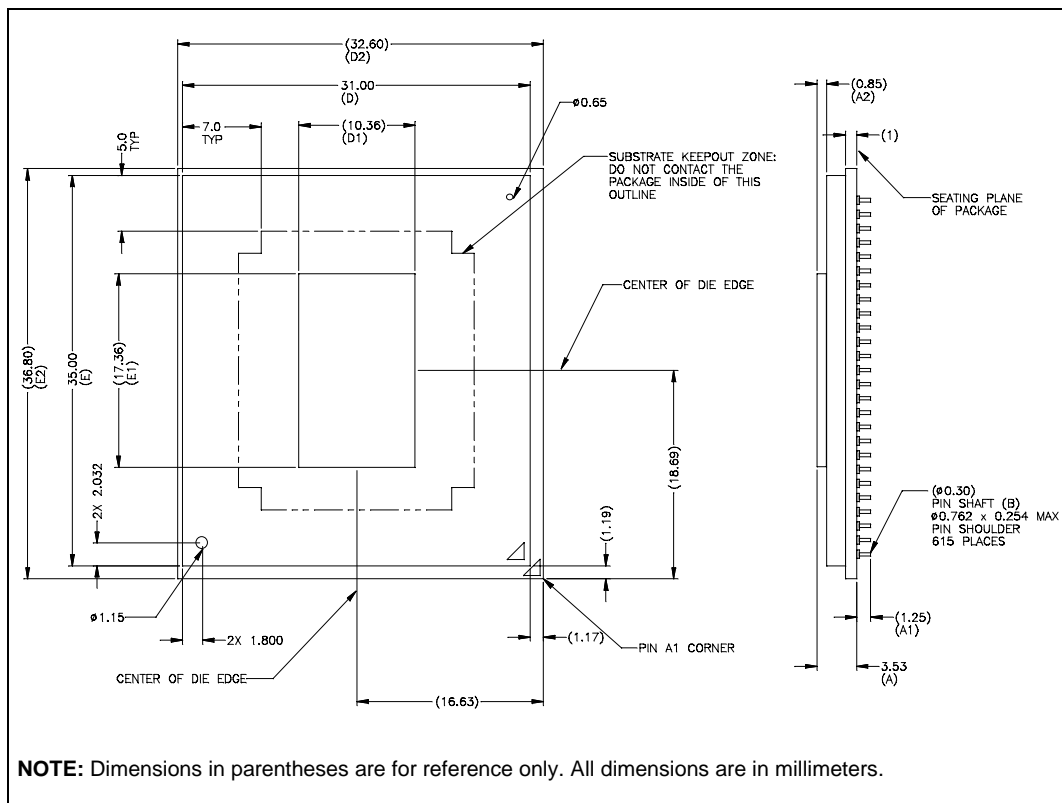 (32.60)
(D2)
31.00
(D)
7.0
TYP
(10.36)
(D1)
5.0
TYP
ø0.65
SUBSTRATE KEEPOUT ZONE:
DO NOT CONTACT THE
PACKAGE INSIDE OF THIS
OUTLINE
(0.85)
(A2)
(1)
SEATING PLANE
OF PACKAGE
CENTER OF DIE EDGE
(36.80)
(E2)
35.00
(E)
(17.36)
(E1)
2X 2.032
(18.69)
(1.19)
(ø0.30)
PIN SHAFT (B)
ø0.762 x 0.254 MAX
PIN SHOULDER
615 PLACES
ø1.15
2X 1.800
(1.17)
PIN A1 CORNER
(1.25)
(A1)
3.53
(A)
CENTER OF DIE EDGE
(16.63)
NOTE: Dimensions in parentheses are for reference only. All dimensions are in millimeters.